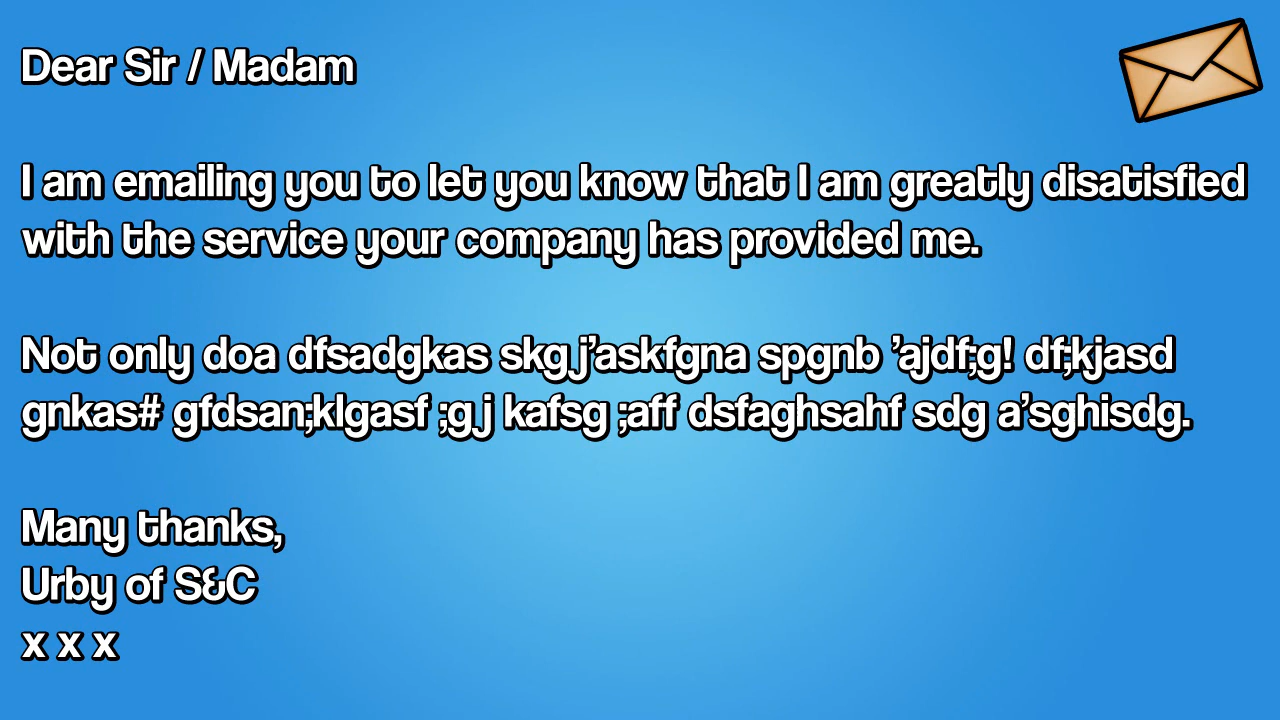 Dear Sir / Madam
I am emailing you to let you know that I am greatly disatisfied
with the service your company has provided me.
Not only doa dfsadgkas skgj'askfgna spgnb 'ajdf;g! df;kjasd
gnkas# gfdsan;klgasf ;gj kafsg ;aff dsfaghsahf sdg a'sghisdg.
Many thanks,
Urby of S&C
x x x